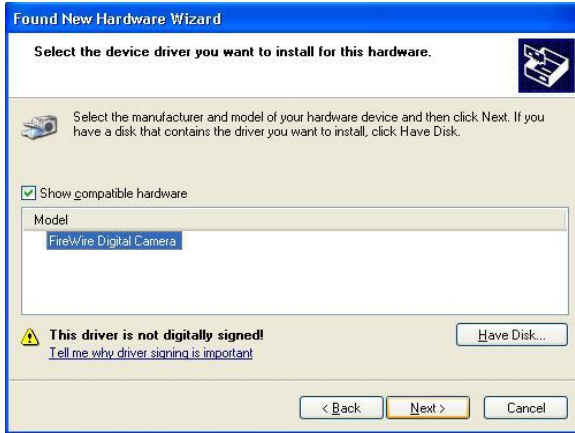 Found New Hardware Wizard
Select the device driver you want to install for this hardware.
Select the manufacturer and model of your hardware device and then click Next. If you
have a disk that contains the driver you want to install, click Have Disk.
Show compatible hardware
Model
FireWire Digital Camera
This driver is not digitally signed!
Have Disk...
Tell me why driver signing is important
< Back
Next >
Cancel